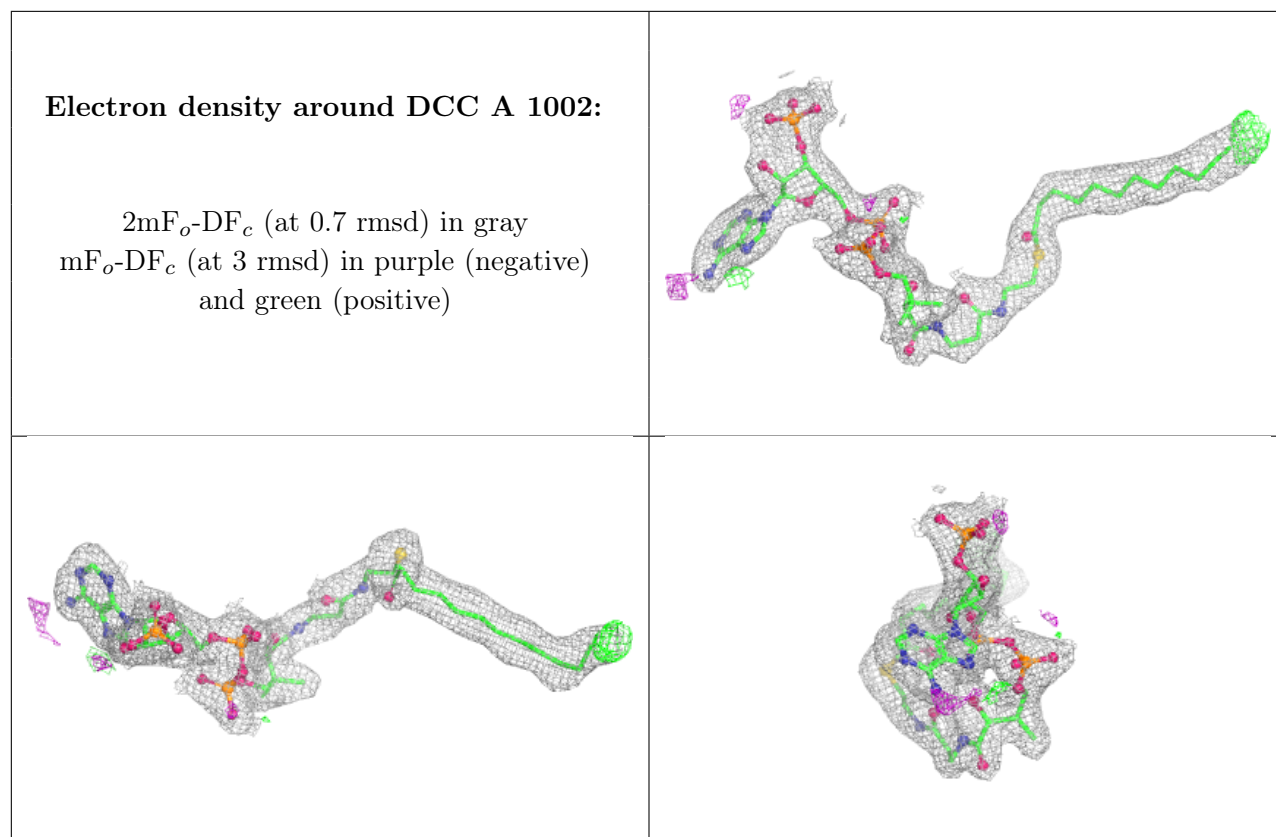 Electron density around DCC A 1002:
2mFo-DFc (at 0.7 rmsd) in gray
mFo-DFc (at 3 rmsd) in purple (negative)
and green (positive)